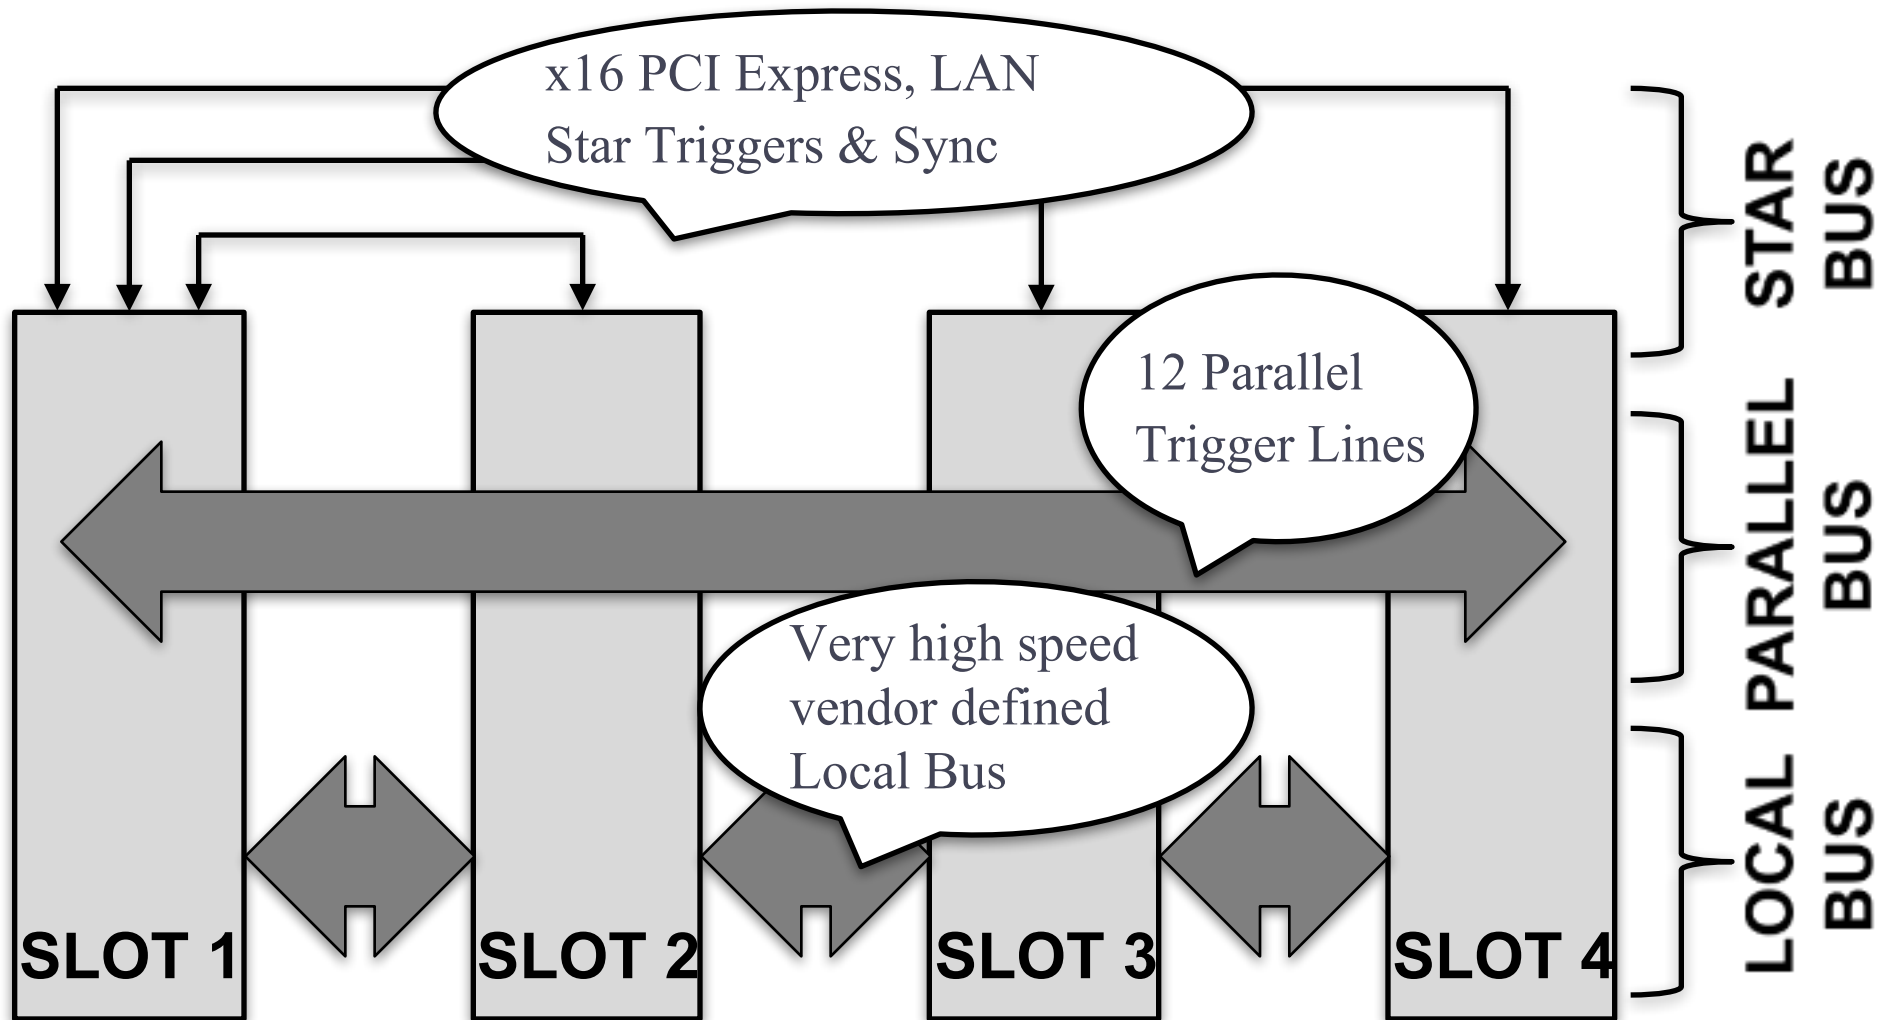 x16 PCI Express, LAN
Star Triggers & Sync
12 Parallel
Trigger Lines
Very high speed
vendor defined
Local Bus
SLOT 1
SLOT 2
SLOT 3
SLOT 4
STAR
BUS
PARALLEL
BUS
LOCAL
BUS